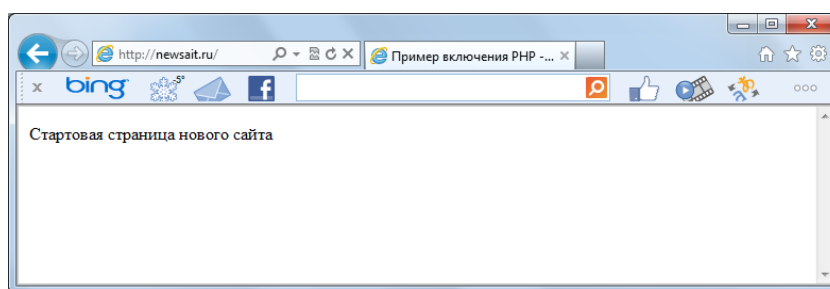 http://newsait.ru/
Пример включения PHP -...
bing
-5°
f
Стартовая страница нового сайта